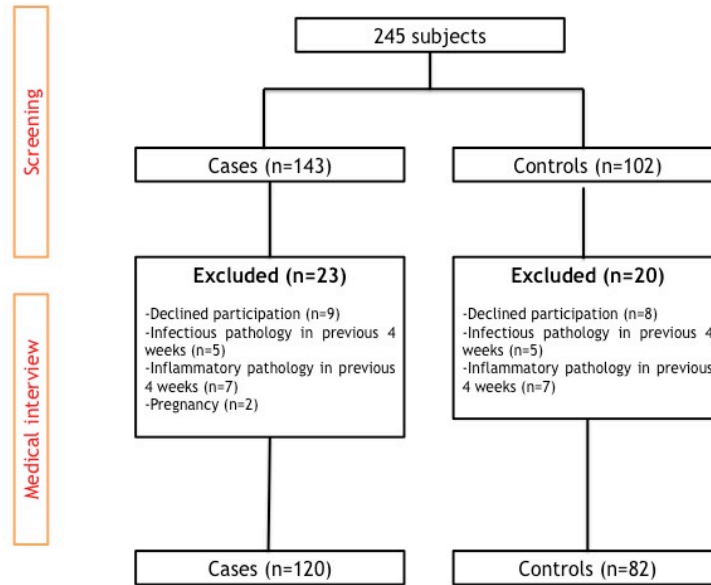 245 subjects
Screening
Cases (n=143)
Controls (n=102)
Excluded (n=23)
-Declined participation (n=9)
-Infectious pathology in previous 4
weeks (n=5)
-Inflammatory pathology in previous
4 weeks (n=7)
-Pregnancy (n=2)
Excluded (n=20)
-Declined participation (n=8)
-Infectious pathology in previous 4
weeks (n=5)
-Inflammatory pathology in previous
4 weeks (n=7)
Medical interview
Cases (n=120)
Controls (n=82)